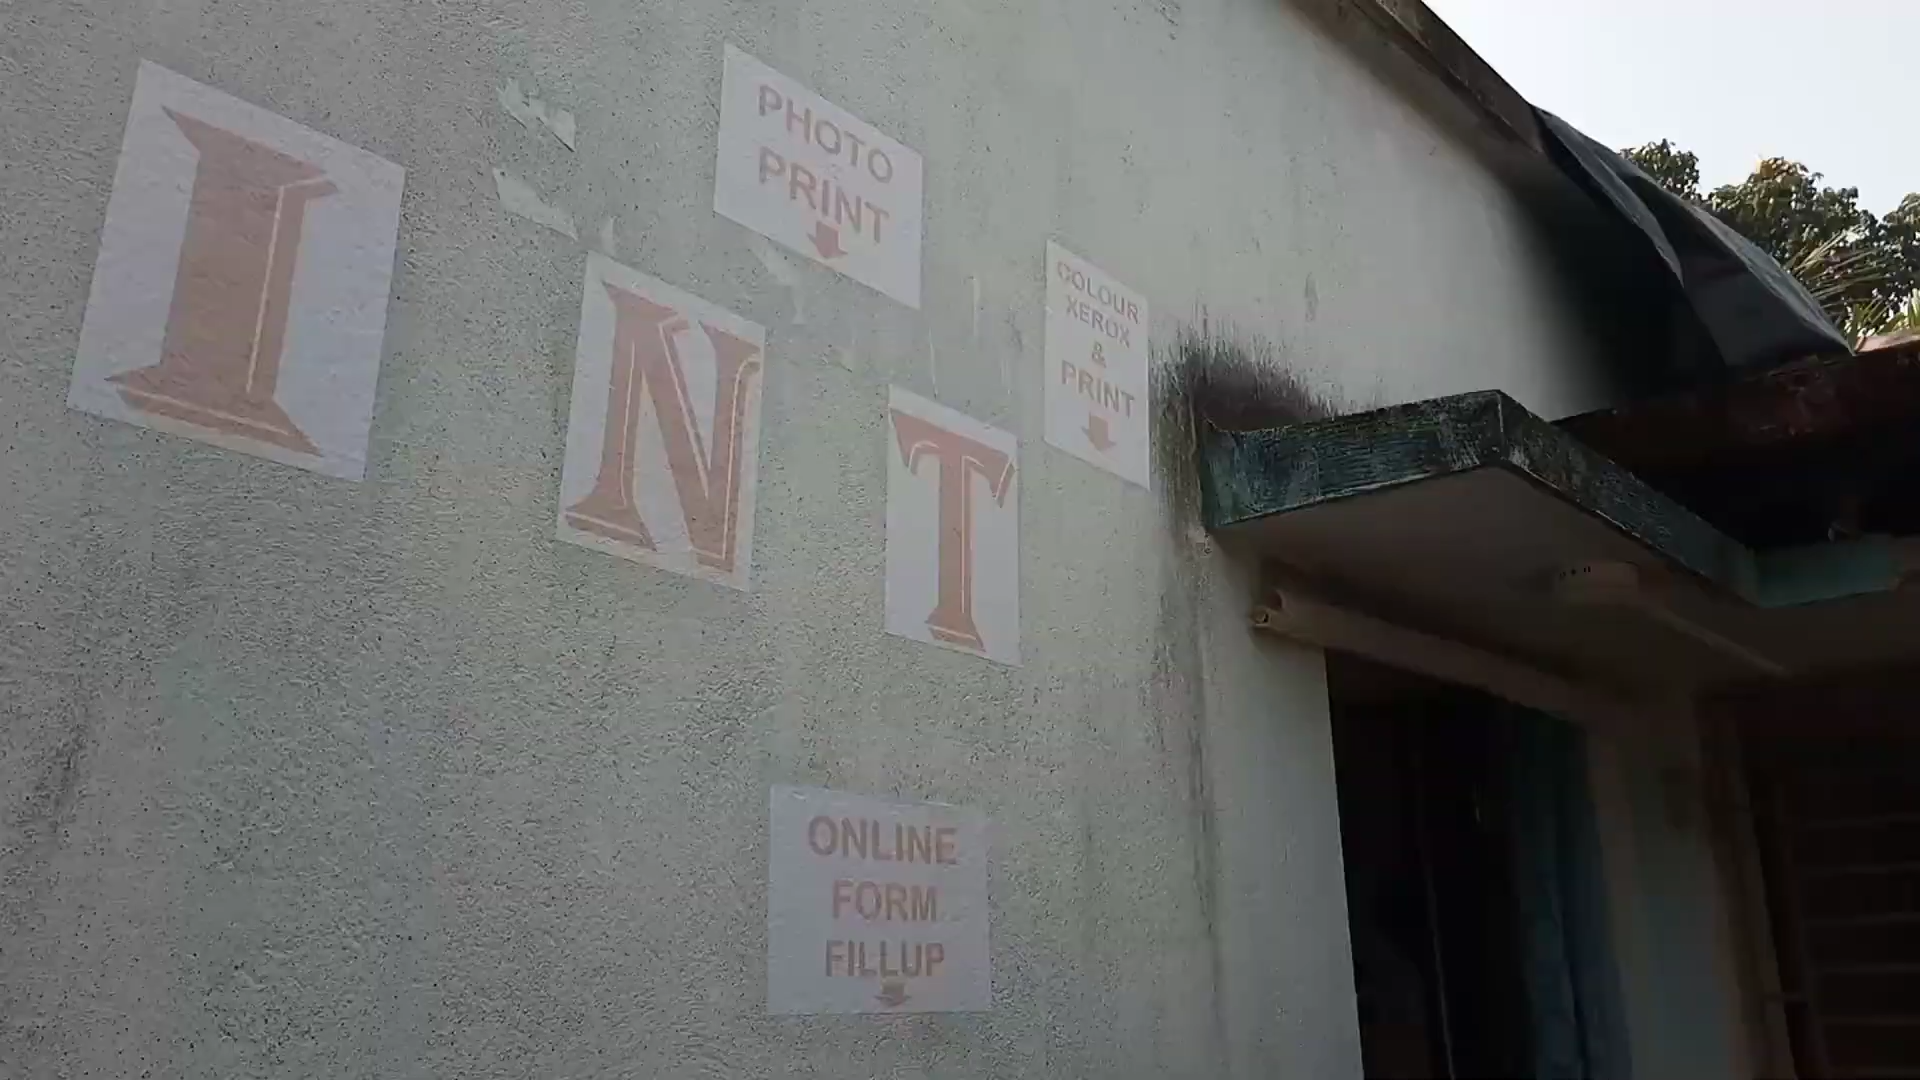 I
N
T
PHOTO
PRINT
COLOUR
XEROX
&
PRINT
ONLINE
FORM
FILLUP